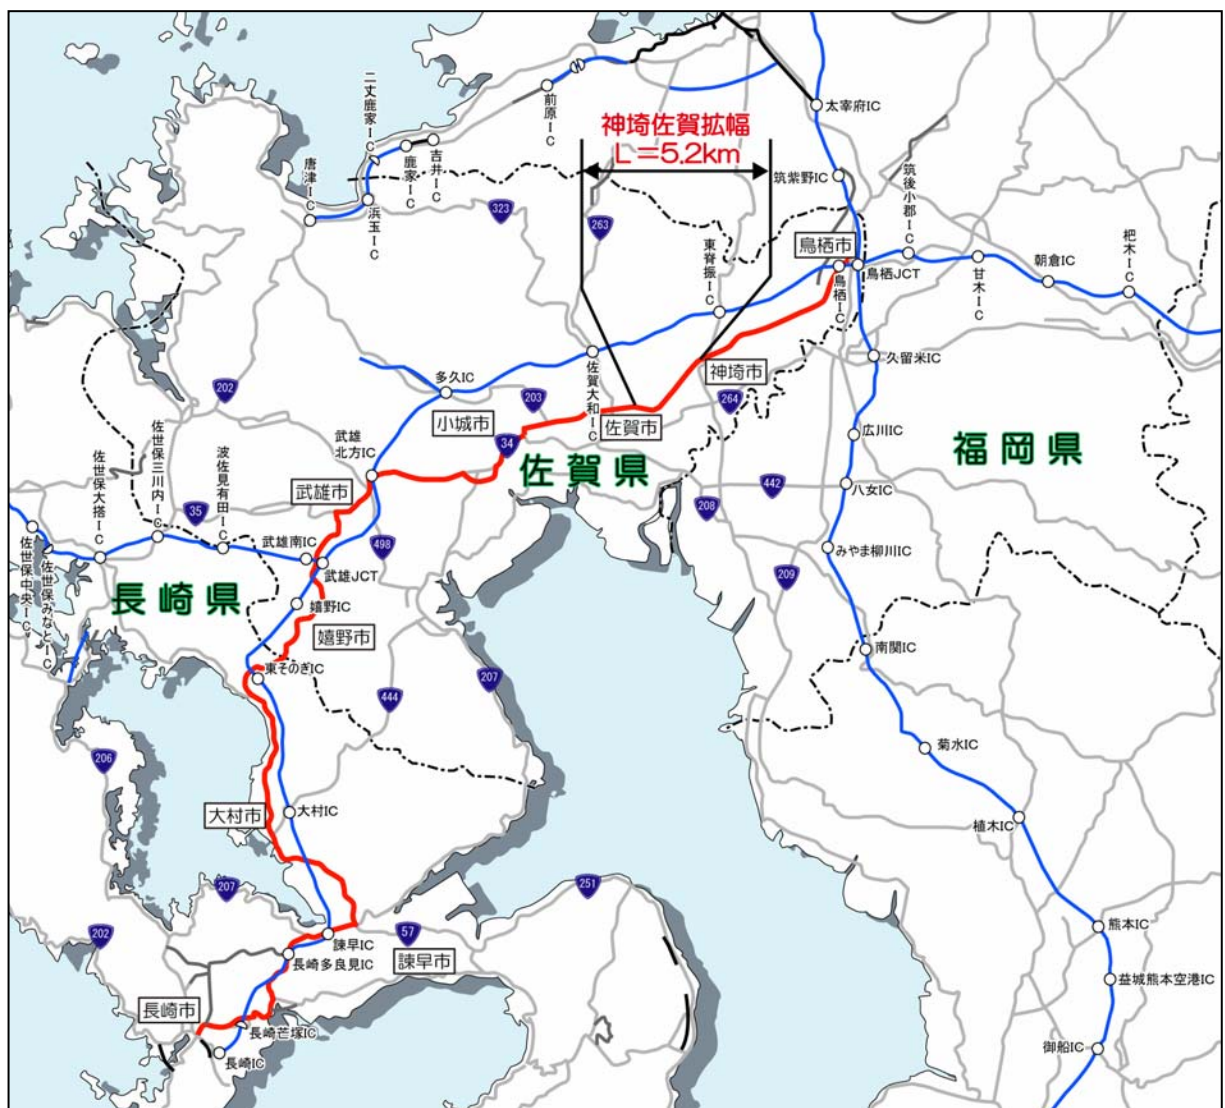 神埼佐賀拡幅
L=5.2km
二丈鹿家IC
前原IC
太宰府IC
唐津IC
鹿家IC
吉井IC
浜玉IC
筑紫野IC
筑後小郡IC
323
263
東脊振IC
鳥栖市
鳥栖JCT
鳥栖IC
甘木IC
朝倉IC
杷木IC
久留米IC
佐賀大和IC
神埼市
多久IC
202
203
264
小城市
佐賀市
34
広川IC
福岡県
武雄北方IC
佐賀県
442
八女IC
208
佐世保三川内IC
波佐見有田IC
佐世保大塔IC
武雄市
35
武雄南IC
498
みやま柳川IC
武雄JCT
209
佐世保中央IC
佐世保みなとIC
長崎県
嬉野IC
嬉野市
南関IC
東そのぎIC
207
444
206
菊水IC
大村市
大村IC
植木IC
207
251
202
57
諫早IC
長崎多良見IC
諫早市
熊本IC
長崎市
益城熊本空港IC
長崎芒塚IC
長崎IC
御船IC